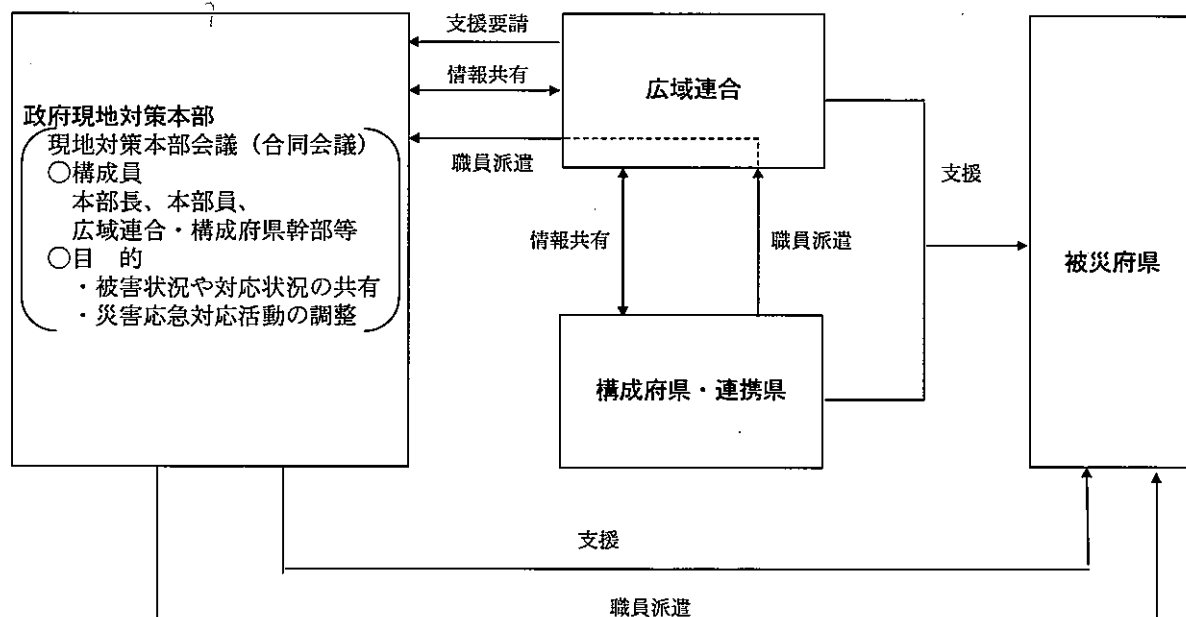 支援要請
情報共有
職員派遣
政府現地対策本部
現地対策本部会議（合同会議）
○構成員
本部長、本部員、
広域連合・構成府県幹部等
○目　的
・被害状況や対応状況の共有
・災害応急対応活動の調整
広域連合
情報共有
職員派遣
構成府県・連携県
支援
被災府県
支援
職員派遣